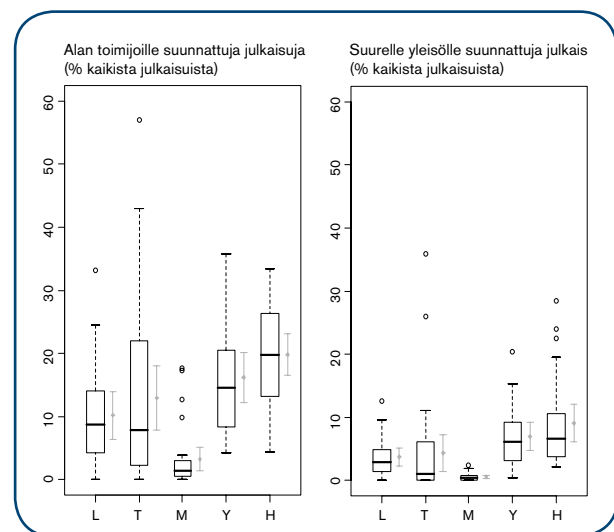 Alan toimijoille suunnattuja julkaisuja
(% kaikista julkaisuista)
60
50
40
30
20
10
0
L T M Y H
Suurelle yleisölle suunnattuja julkais
(% kaikista julkaisuista)
60
50
40
30
20
10
0
L T M Y H